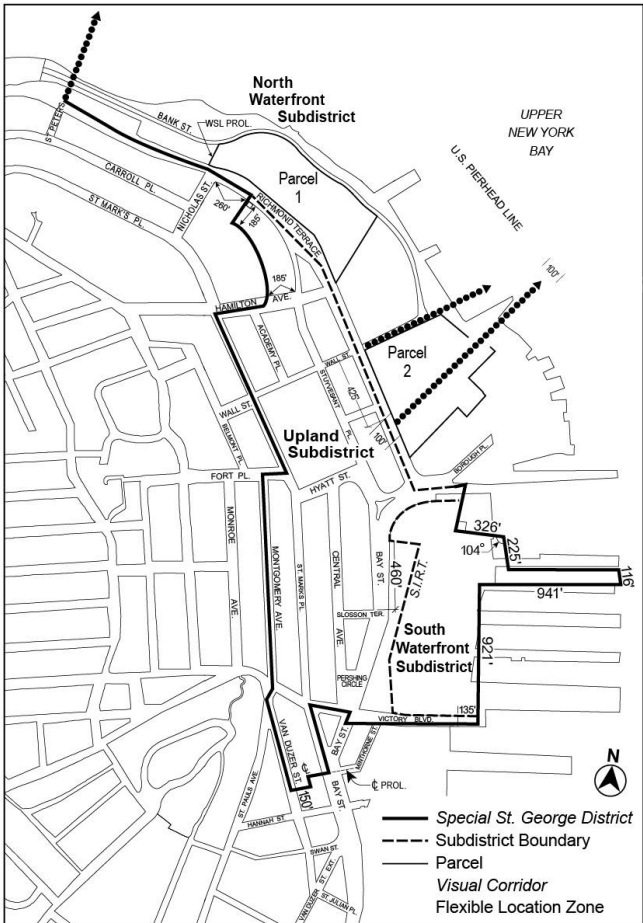 North
Waterfront
Subdistrict
UPPER
NEW YORK
BAY
U.S. PIERHEAD LINE
ST. PETERS
BANK ST.
WSL PROL.
CARROLL PL.
ST MARK'S PL.
NICHOLAS ST.
260'
185'
RICHMOND TERRACE
Parcel
1
185'
HAMILTON AVE.
100'
ACADEMY PL.
WALL ST.
STUYVESANT PL.
425'
100'
Parcel
2
WALL ST.
BELMONT PL.
Upland
Subdistrict
BOROUGH PL.
FORT PL.
HYATT ST.
326'
104°
225'
116'
941'
921'
MONROE AVE.
MONTGOMERY AVE.
ST. MARKS PL.
CENTRAL AVE.
BAY ST.
460'
S.I.R.T.
SLOSSON TER.
South
Waterfront
Subdistrict
PERSHING
CIRCLE
135'
VICTORY BLVD.
BAY ST.
VAN DUZER ST.
150'
BAY ST.
℄ PROL.
ST. PAULS AVE.
HANNAH ST.
SWAN ST.
VAN DUZER ST. EXT.
ST JULIAN PL.
N
Special St. George District
Subdistrict Boundary
Parcel
Visual Corridor
Flexible Location Zone